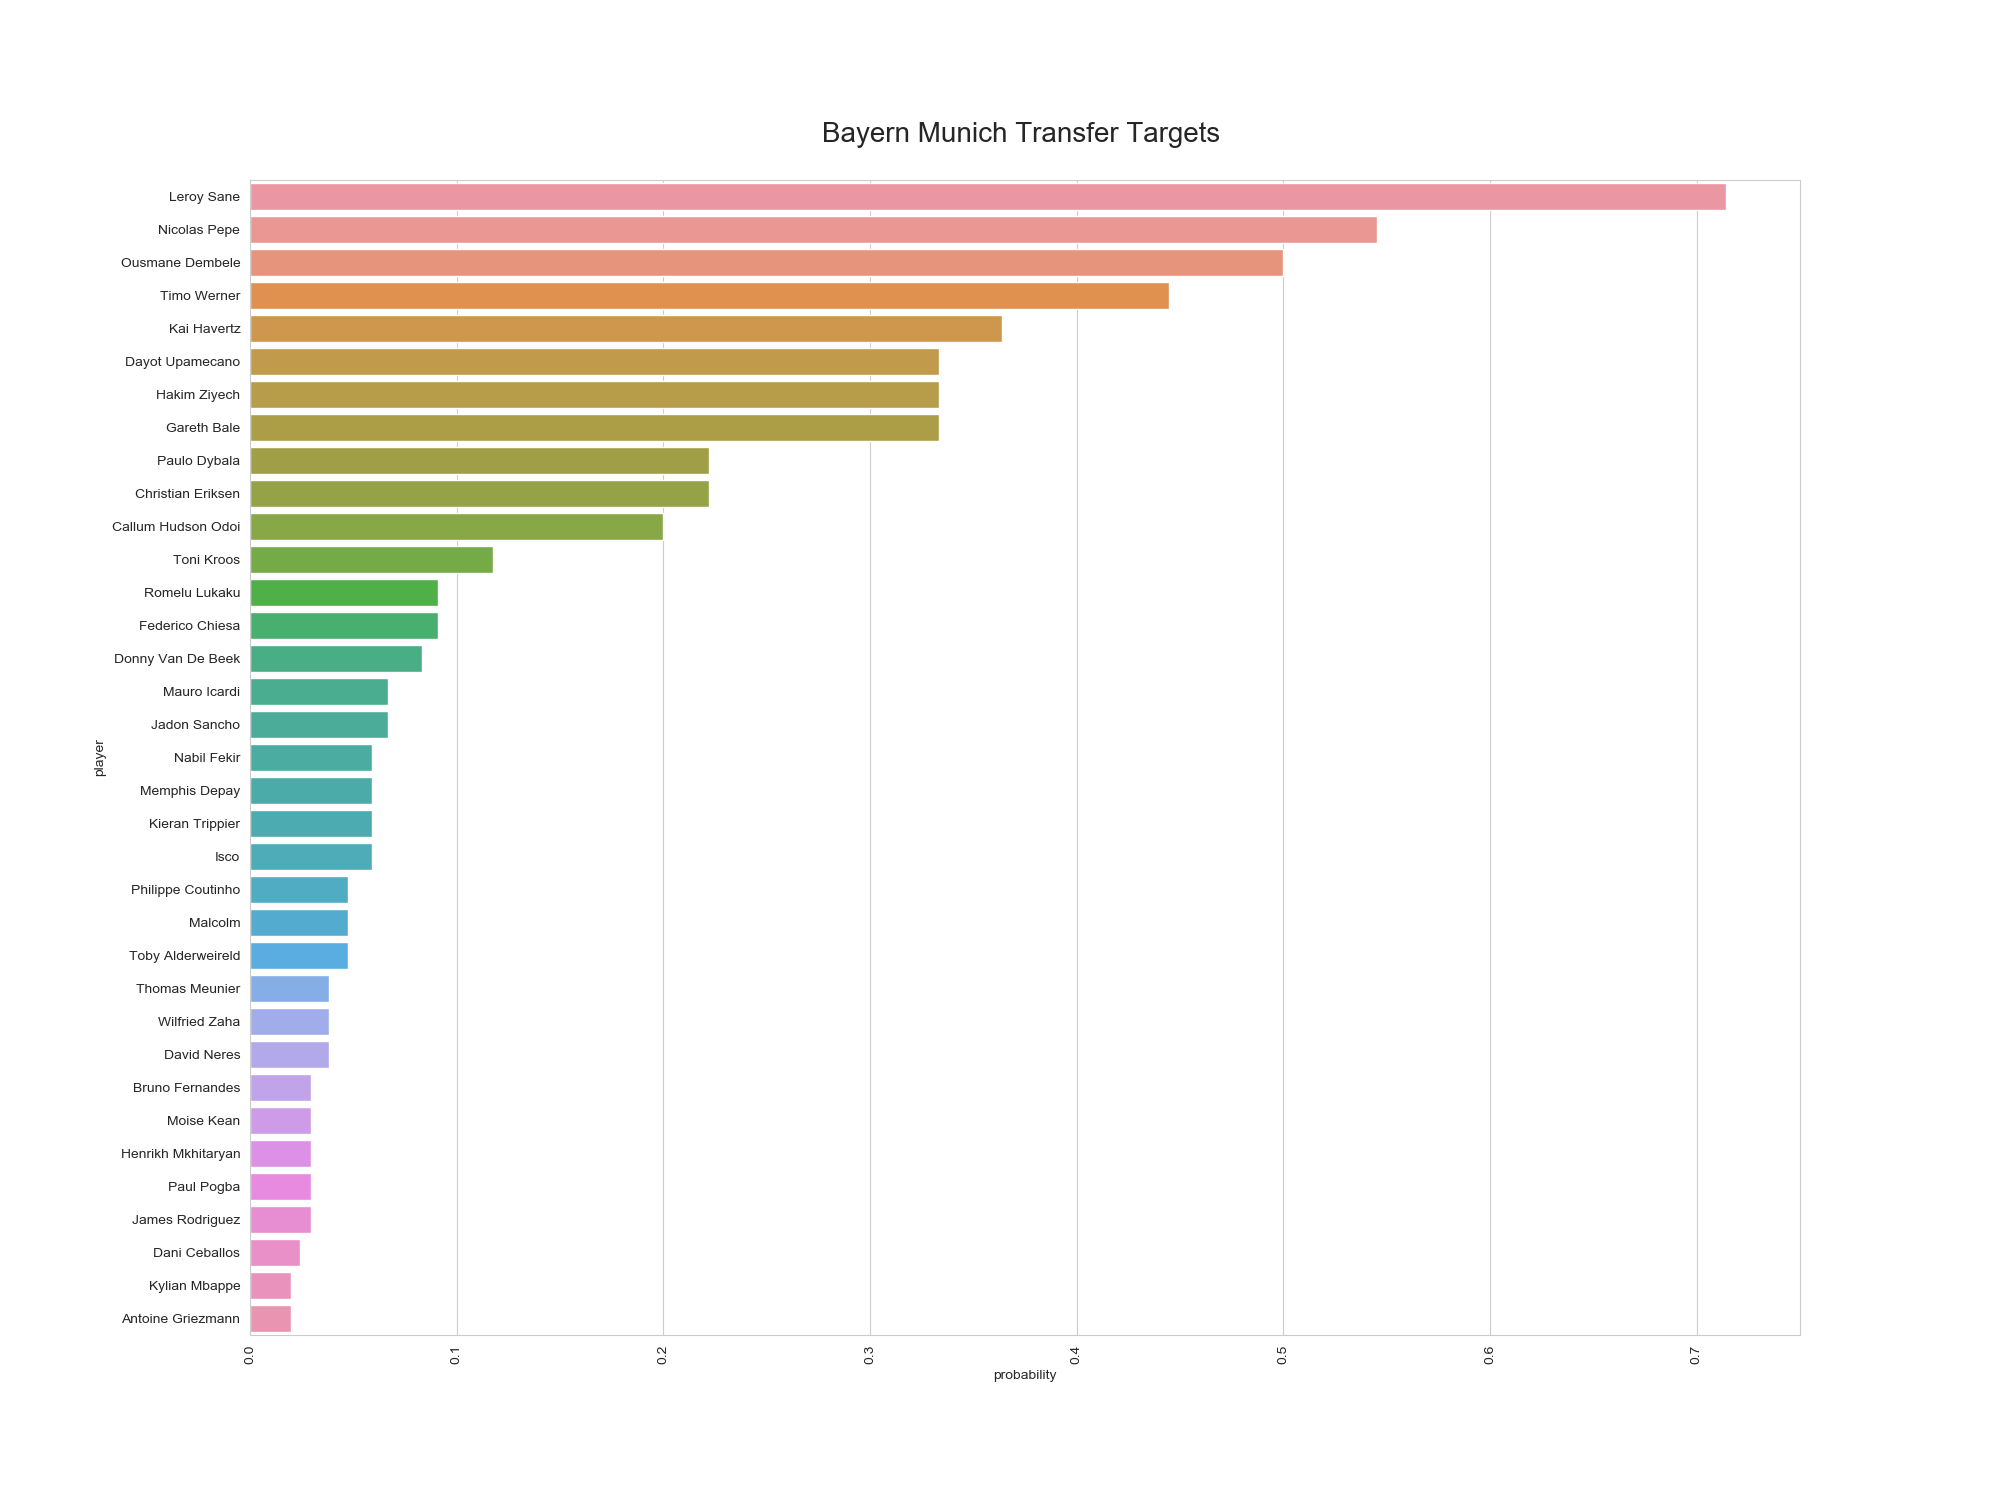 Bayern Munich Transfer Targets
Leroy Sane
Nicolas Pepe
Ousmane Dembele
Timo Werner
Kai Havertz
Dayot Upamecano
Hakim Ziyech
Gareth Bale
Paulo Dybala
Christian Eriksen
Callum Hudson Odoi
Toni Kroos
Romelu Lukaku
Federico Chiesa
Donny Van De Beek
Mauro Icardi
Jadon Sancho
Nabil Fekir
Memphis Depay
Kieran Trippier
Isco
Philippe Coutinho
Malcolm
Toby Alderweireld
Thomas Meunier
Wilfried Zaha
David Neres
Bruno Fernandes
Moise Kean
Henrikh Mkhitaryan
Paul Pogba
James Rodriguez
Dani Ceballos
Kylian Mbappe
Antoine Griezmann
player
0.0 0.1 0.2 0.3 0.4 0.5 0.6 0.7
probability